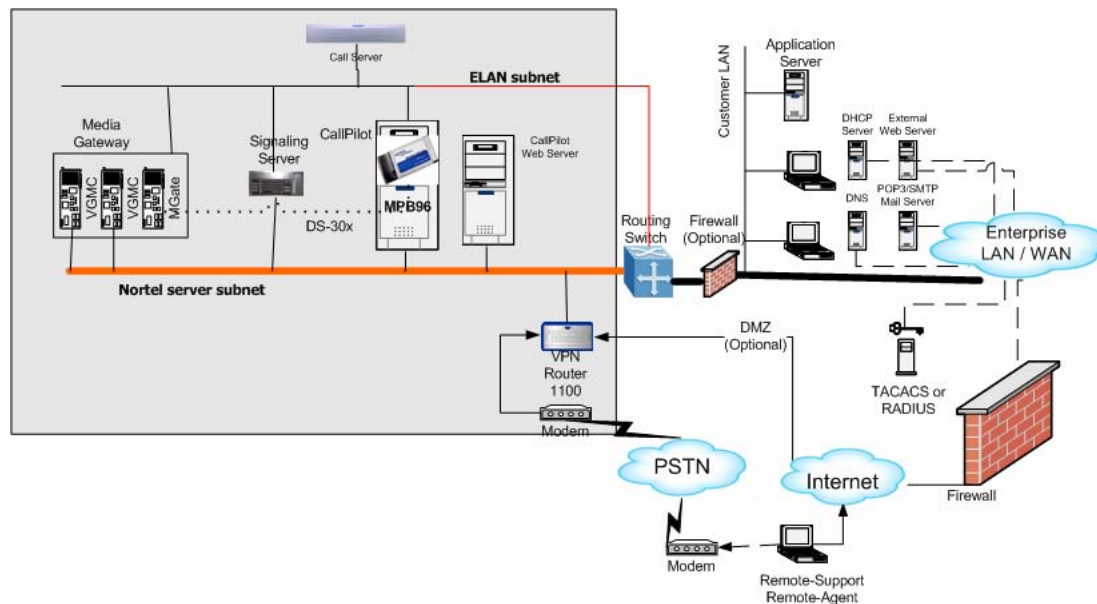 Call Server
ELAN subnet
Media
Gateway
VGMC
VGMC
MGate
Signaling
Server
DS-30x
CallPilot
MPB96
CallPilot
Web Server
Nortel server subnet
VPN
Router
1100
Modem
Routing
Switch
Firewall
(Optional)
Customer LAN
Application
Server
DHCP
Server
External
Web Server
DNS
POP3/SMTP
Mail Server
Enterprise
LAN / WAN
DMZ
(Optional)
TACACS or
RADIUS
PSTN
Internet
Firewall
Modem
Remote-Support
Remote-Agent